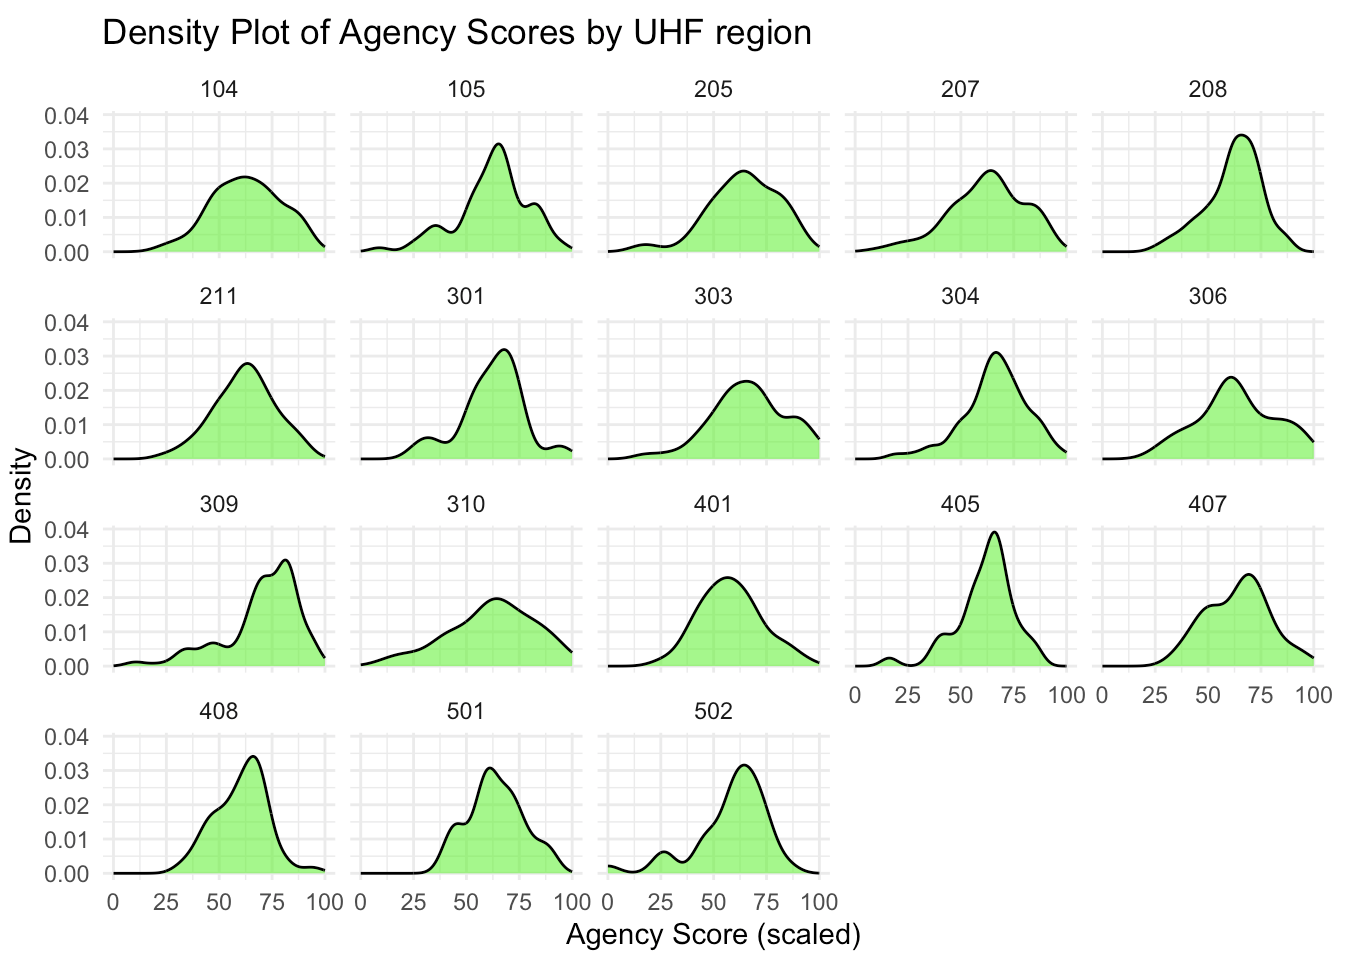 Density Plot of Agency Scores by UHF region
104 105 205 207 208
0.04
0.03
0.02
0.01
0.00
211 301 303 304 306
0.04
0.03
0.02
0.01
0.00
Density
309 310 401 405 407
0.04
0.03
0.02
0.01
0.00
0 25 50 75 100 0 25 50 75 100
408 501 502
0.04
0.03
0.02
0.01
0.00
0 25 50 75 100 0 25 50 75 100 0 25 50 75 100
Agency Score (scaled)